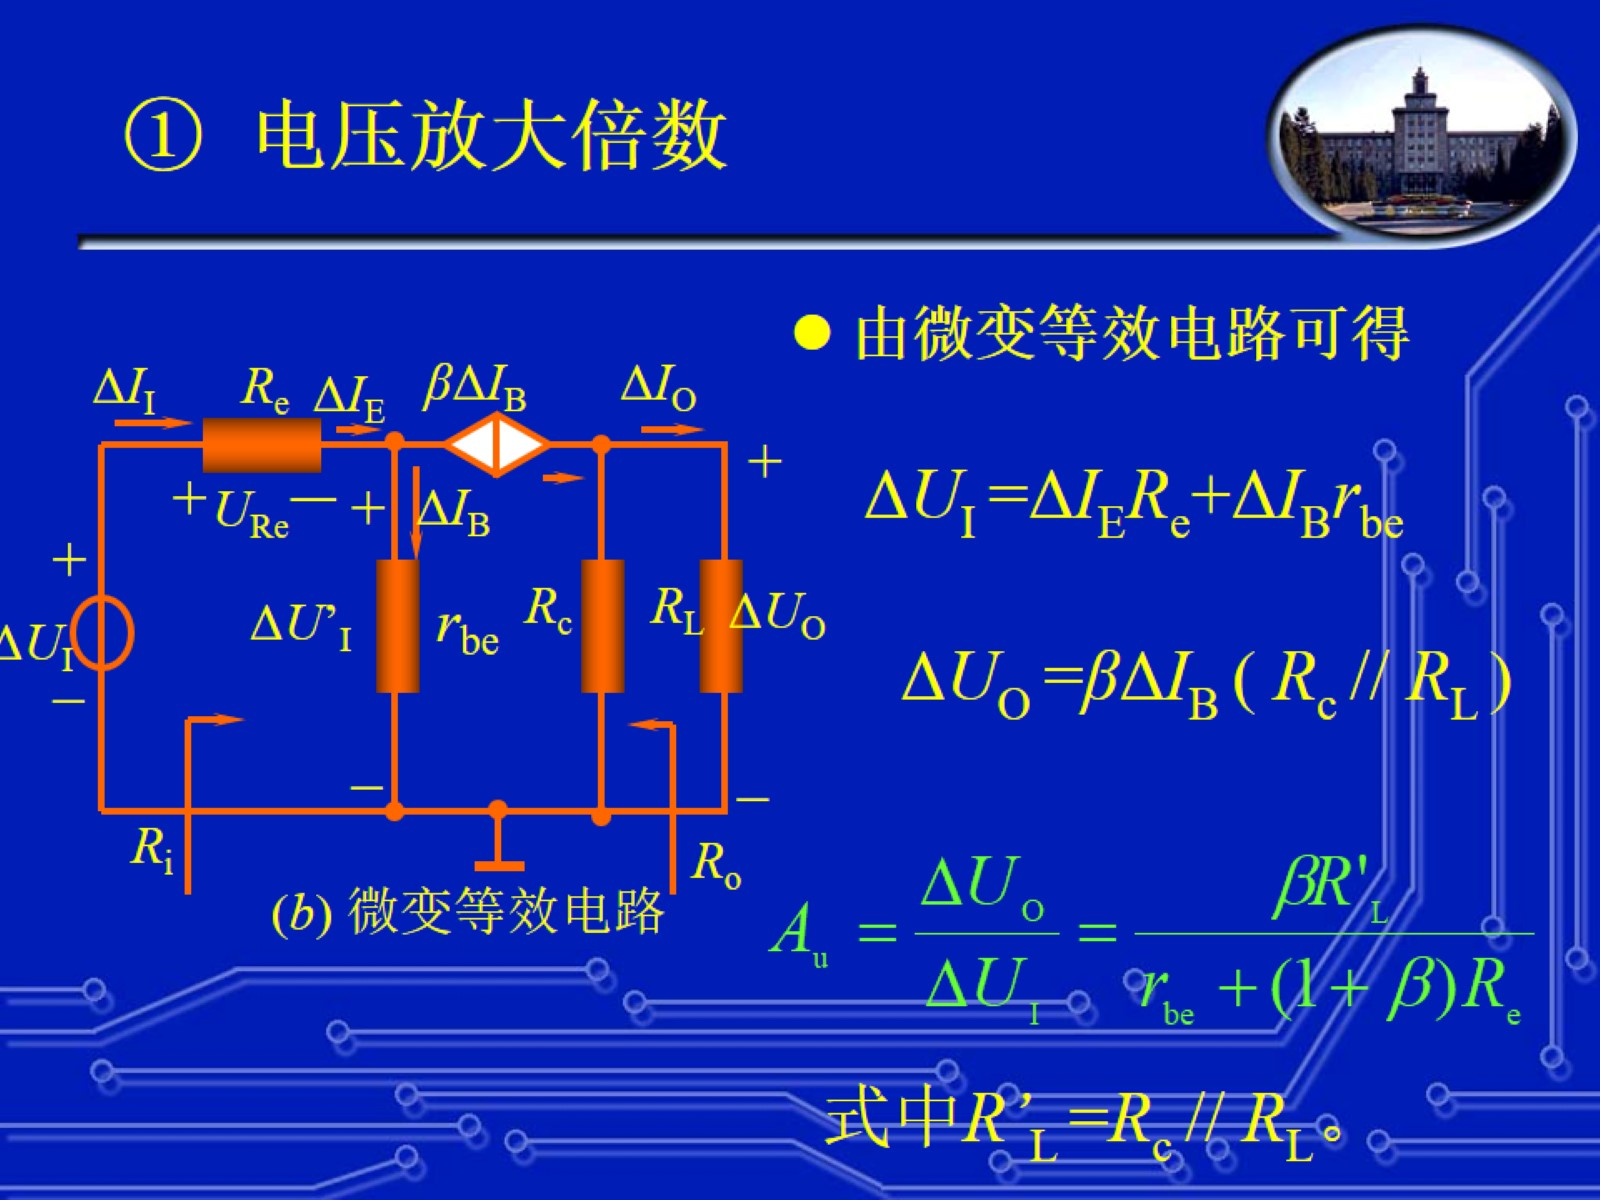 ① 电压放大倍数
● 由微变等效电路可得
ΔI_I R_e ΔI_E βΔI_B ΔI_O
+ U_Re − + ΔI_B +
ΔU_I =ΔI_E R_e+ΔI_B r_be
+
ΔU_I ΔU'_I r_be R_c R_L ΔU_O
−
ΔU_O =βΔI_B ( R_c // R_L )
− −
R_i R_o
(b) 微变等效电路
A_u = ΔU_O / ΔU_I = βR'_L / r_be + (1 + β)R_e
式中R’_L =R_c // R_L。